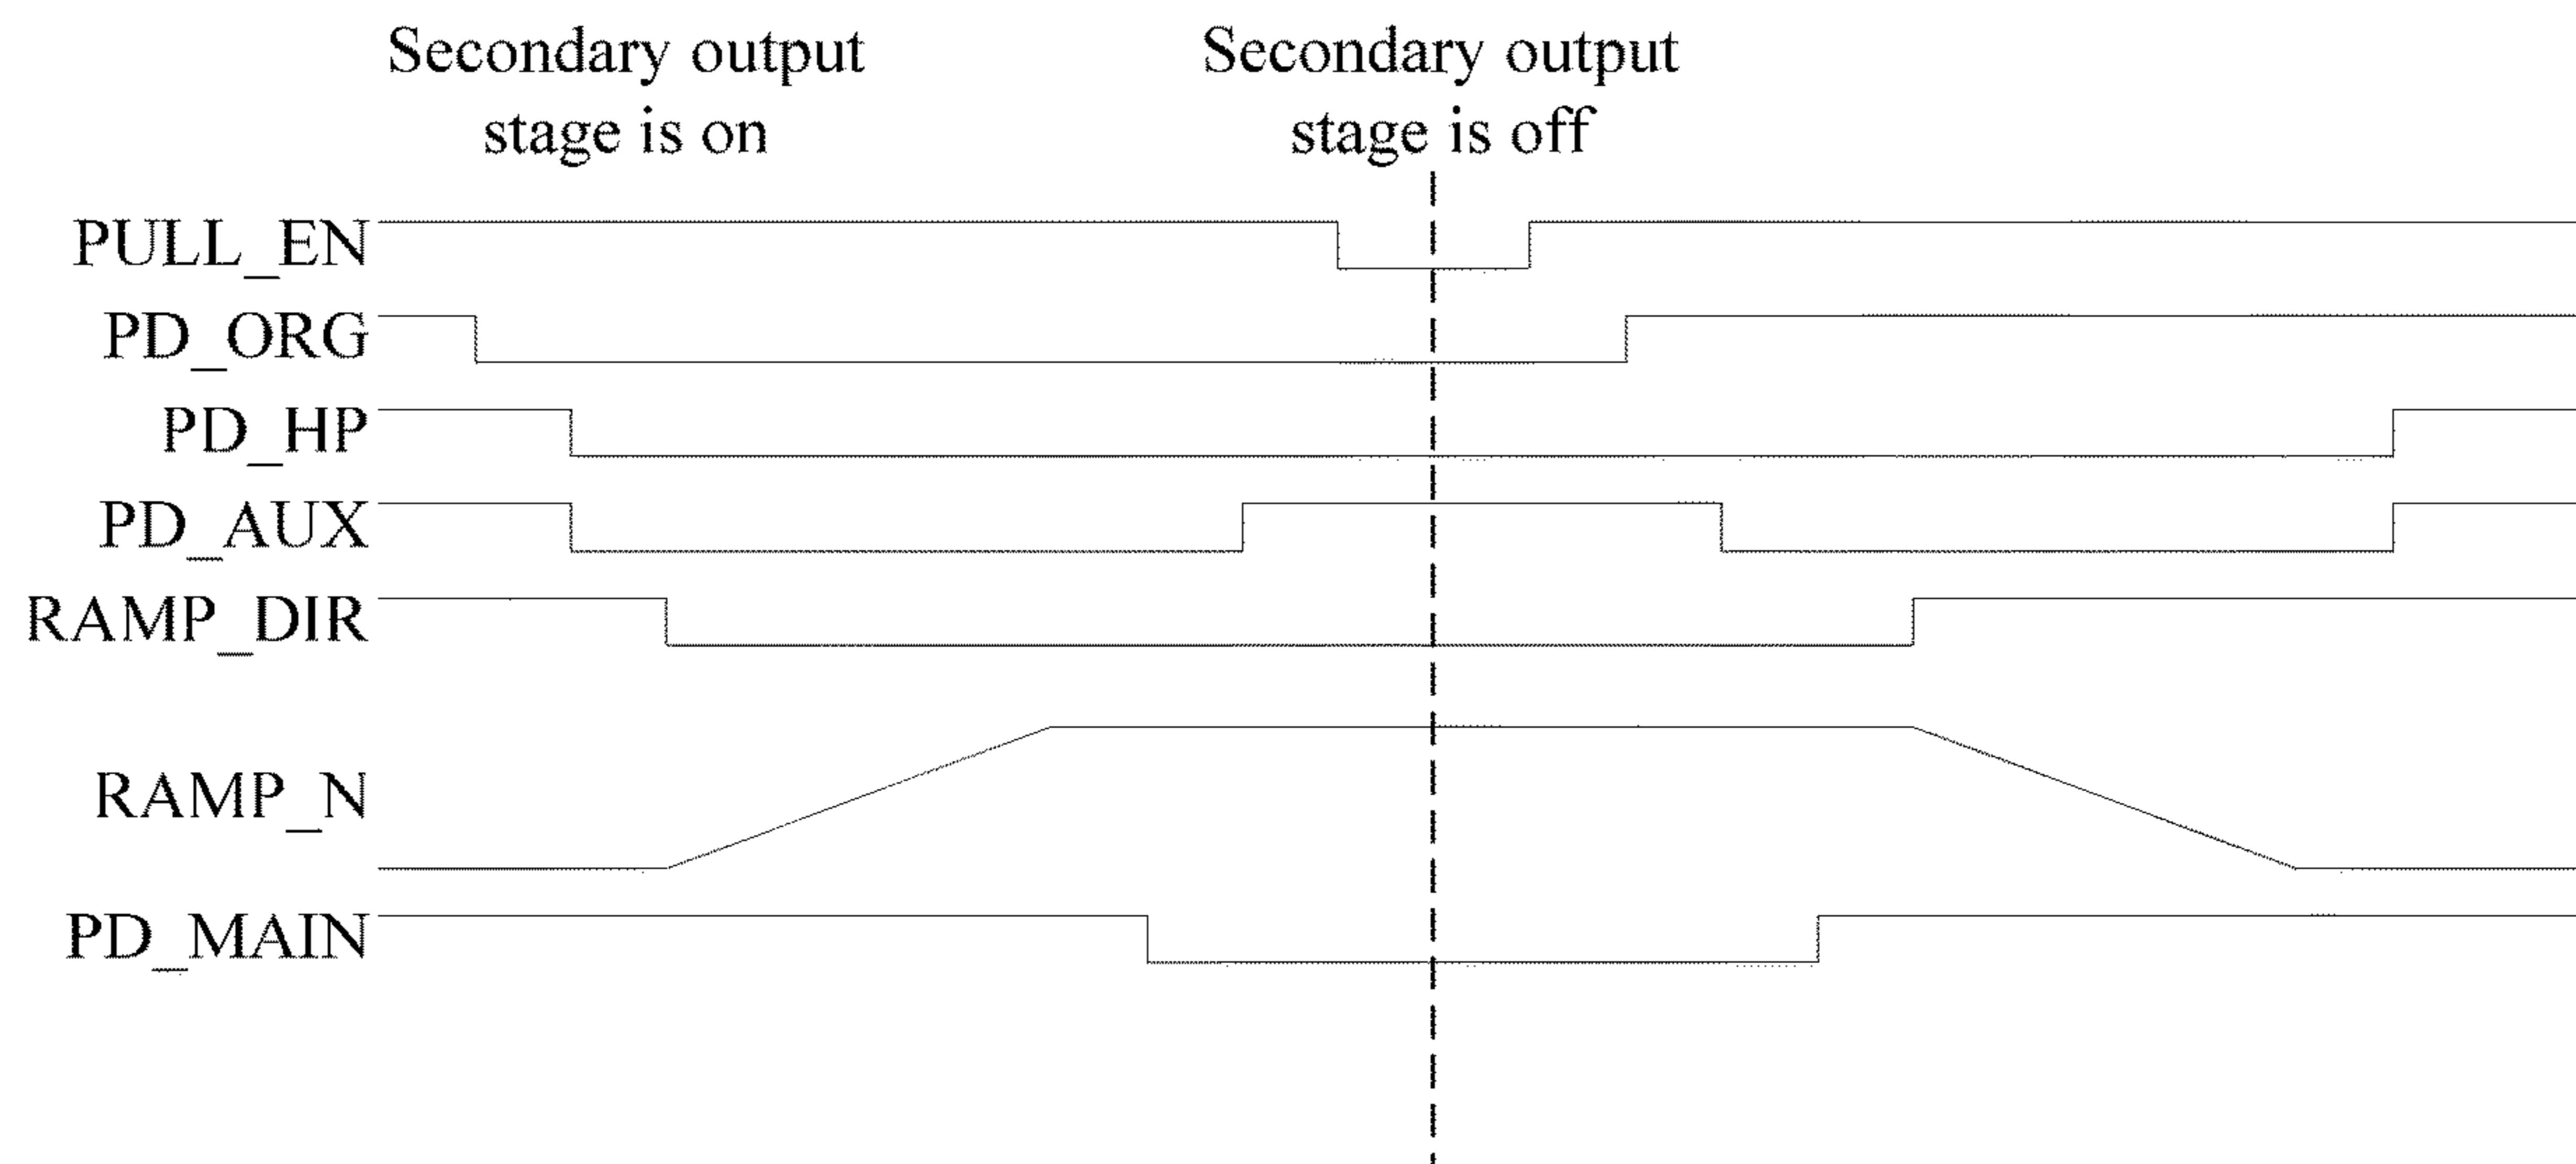 Secondary output
stage is on
Secondary output
stage is off
PULL_EN
PD_ORG
PD_HP
PD_AUX
RAMP_DIR
RAMP_N
PD_MAIN